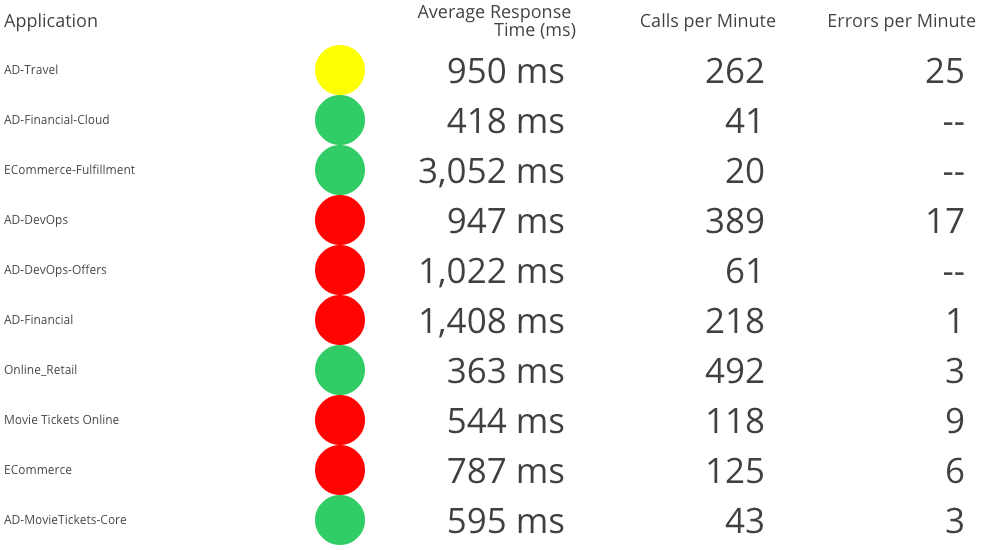 Application Average Response Time (ms) Calls per Minute Errors per Minute
AD-Travel 950 ms 262 25
AD-Financial-Cloud 418 ms 41 --
ECommerce-Fulfillment 3,052 ms 20 --
AD-DevOps 947 ms 389 17
AD-DevOps-Offers 1,022 ms 61 --
AD-Financial 1,408 ms 218 1
Online_Retail 363 ms 492 3
Movie Tickets Online 544 ms 118 9
ECommerce 787 ms 125 6
AD-MovieTickets-Core 595 ms 43 3